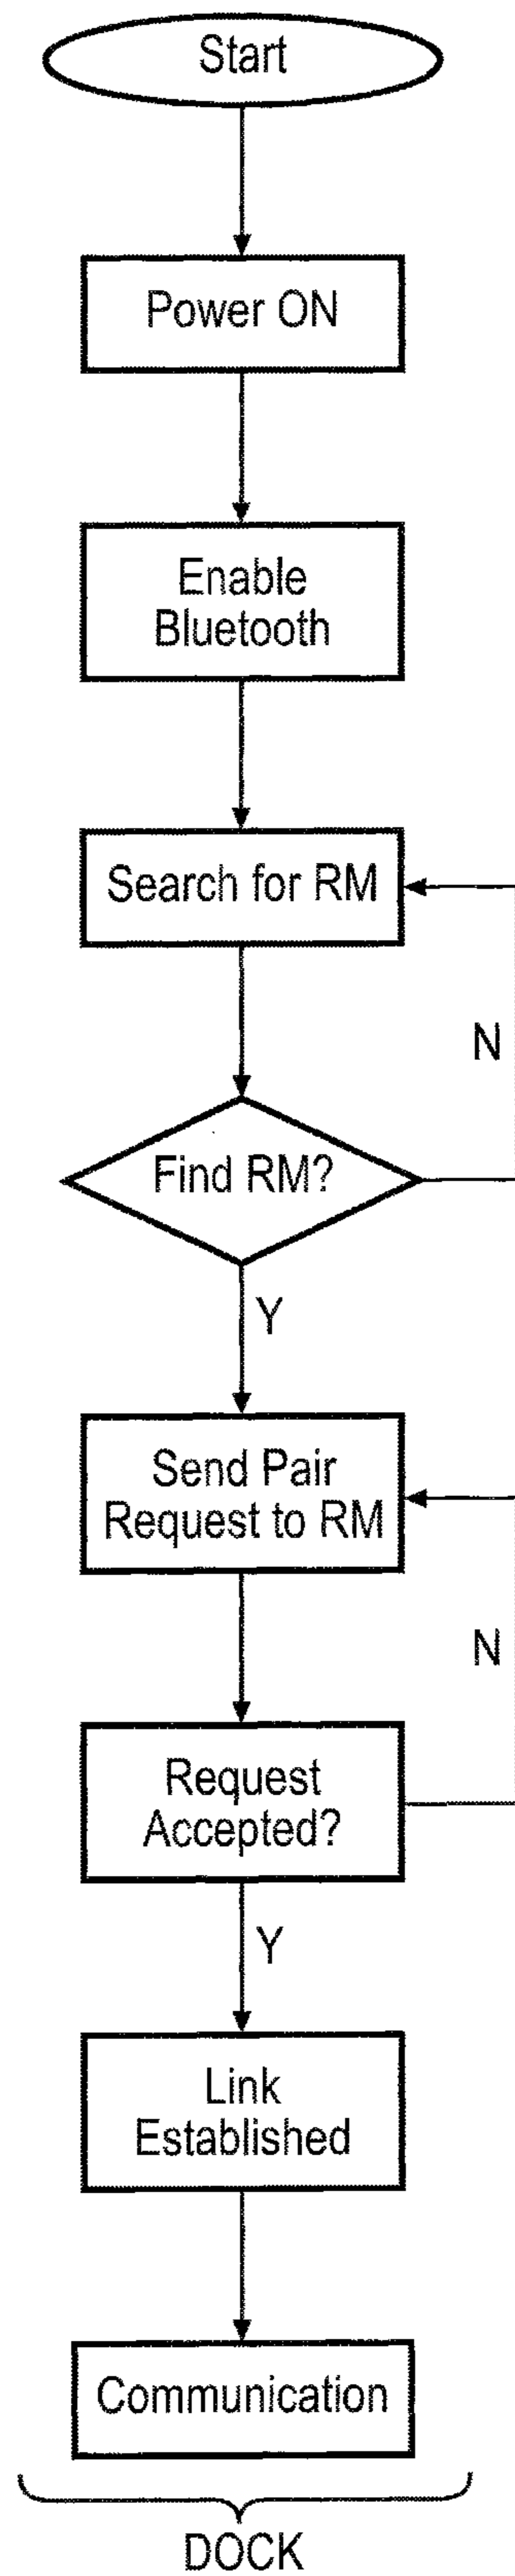 Start
Power ON
Enable
Bluetooth
Search for RM
N
Find RM?
Y
Send Pair
Request to RM
N
Request
Accepted?
Y
Link
Established
Communication
DOCK